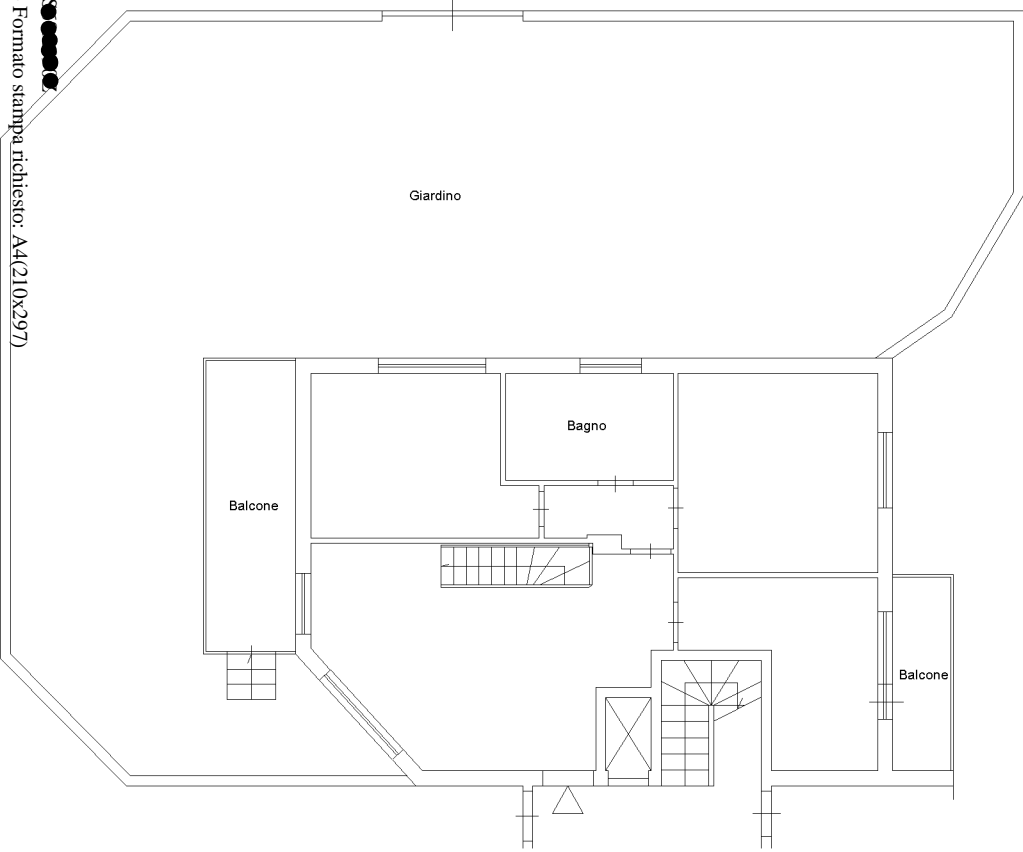 Formato stampa richiesto: A4(210x297)
Giardino
Bagno
Balcone
Balcone